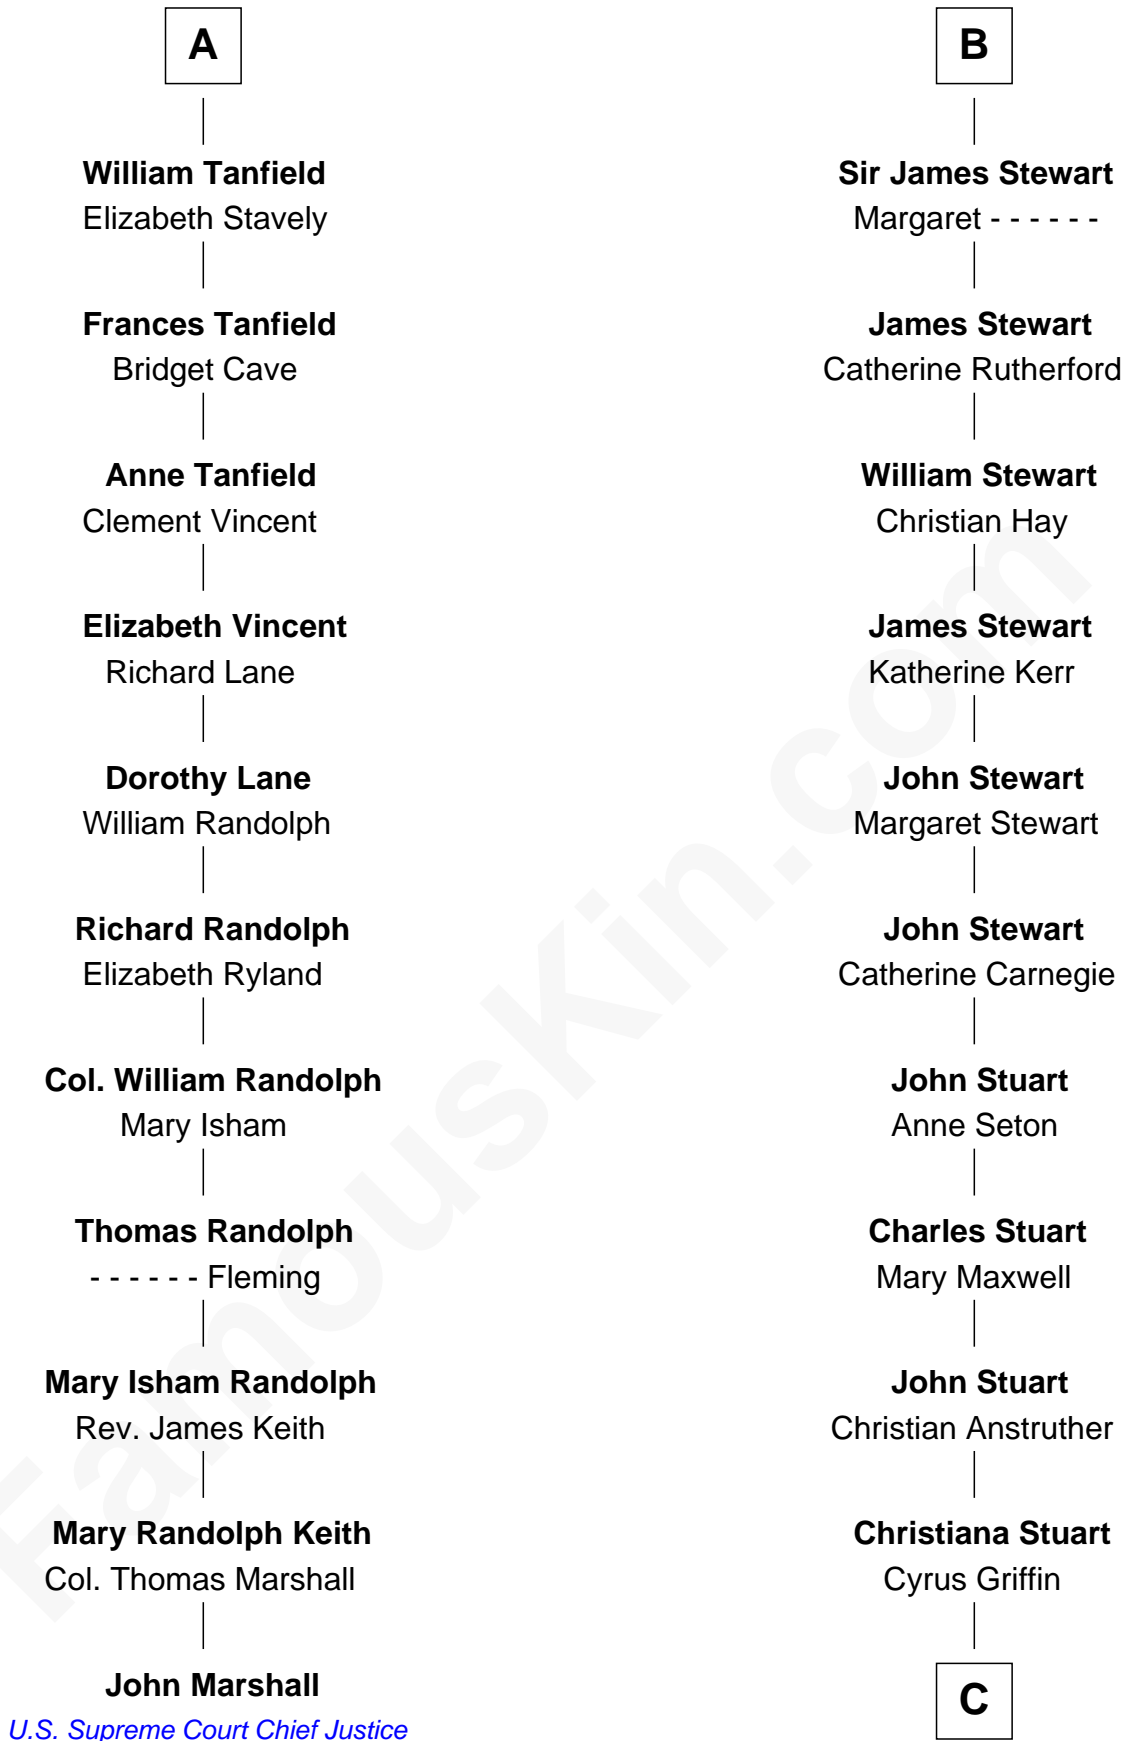 A
William Tanfield
Elizabeth Stavely
Frances Tanfield
Bridget Cave
Anne Tanfield
Clement Vincent
Elizabeth Vincent
Richard Lane
Dorothy Lane
William Randolph
Richard Randolph
Elizabeth Ryland
Col. William Randolph
Mary Isham
Thomas Randolph
- - - - - - Fleming
Mary Isham Randolph
Rev. James Keith
Mary Randolph Keith
Col. Thomas Marshall
John Marshall
U.S. Supreme Court Chief Justice
B
Sir James Stewart
Margaret - - - - - -
James Stewart
Catherine Rutherford
William Stewart
Christian Hay
James Stewart
Katherine Kerr
John Stewart
Margaret Stewart
John Stewart
Catherine Carnegie
John Stuart
Anne Seton
Charles Stuart
Mary Maxwell
John Stuart
Christian Anstruther
Christiana Stuart
Cyrus Griffin
C
FamousKin.com